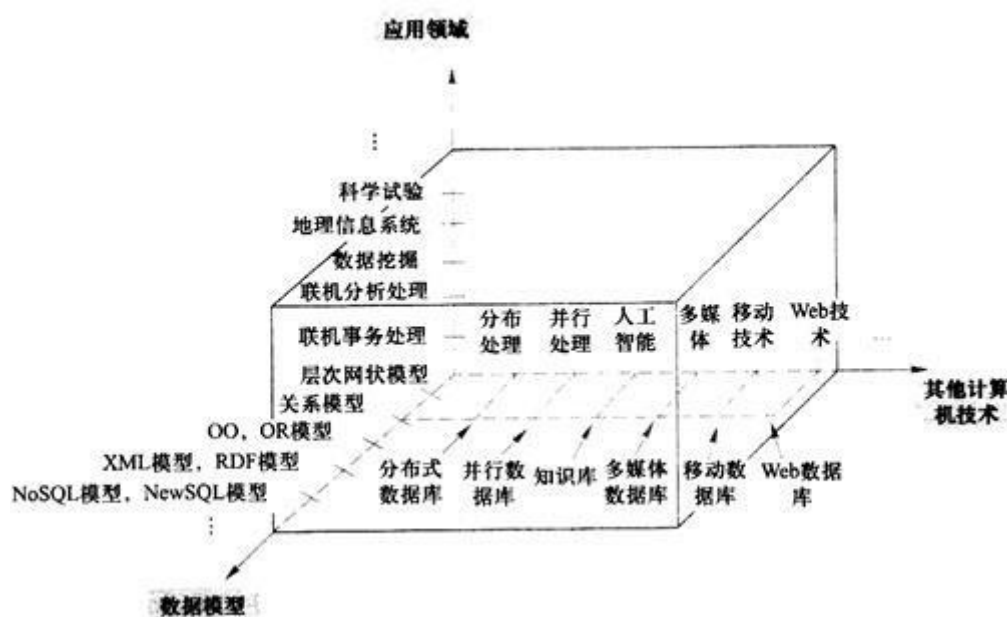 应用领域
⋮
科学试验
地理信息系统
数据挖掘
联机分析处理
联机事务处理
分布
处理
并行
处理
人工
智能
多媒
体
移动
技术
Web技
术
…
层次网状模型
关系模型
OO，OR模型
XML模型，RDF模型
NoSQL模型，NewSQL模型
⋮
其他计算
机技术
分布式
数据库
并行数
据库
知识库
多媒体
数据库
移动数
据库
Web数据
库
数据模型